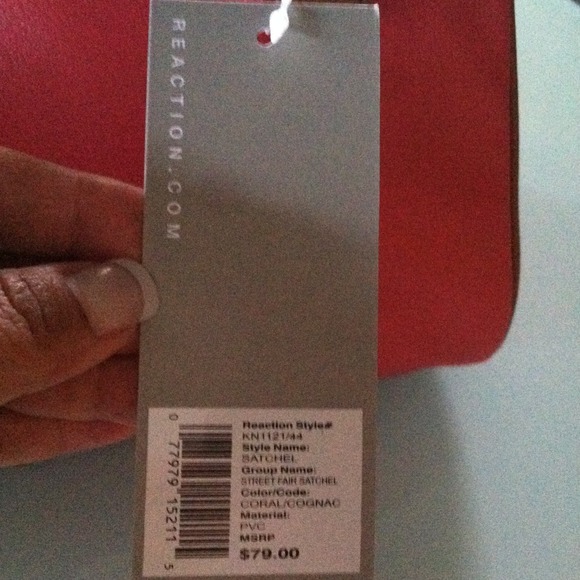 REACTION.COM
Reaction Style#
KN1121/44
Style Name:
SATCHEL
Group Name:
STREET FAIR SATCHEL
Color/Code:
CORAL/COGNAC
Material:
PVC
MSRP
$79.00
0 77979 15211 5